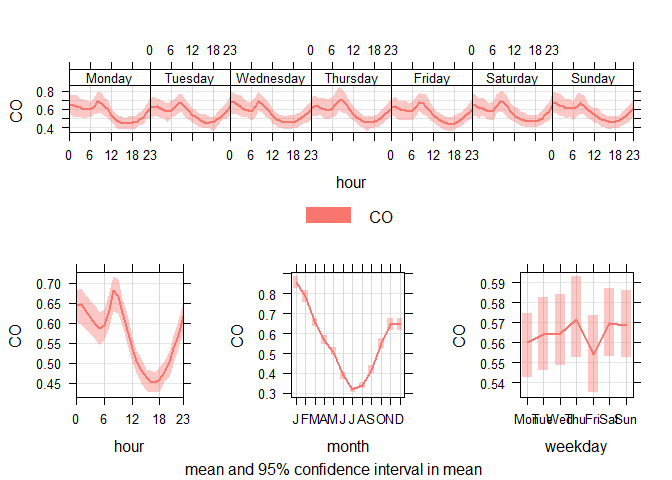 0 6 12 18 23 0 6 12 18 23 0 6 12 18 23
Monday Tuesday Wednesday Thursday Friday Saturday Sunday
CO
0.8
0.6
0.4
0 6 12 18 23 0 6 12 18 23 0 6 12 18 23 0 6 12 18 23
hour
CO
CO
0.70
0.65
0.60
0.55
0.50
0.45
0 6 12 18 23
hour
CO
0.8
0.7
0.6
0.5
0.4
0.3
J F M A M J J A S O N D
month
CO
0.59
0.58
0.57
0.56
0.55
0.54
Mon Tue Wed Thu Fri Sat Sun
weekday
mean and 95% confidence interval in mean